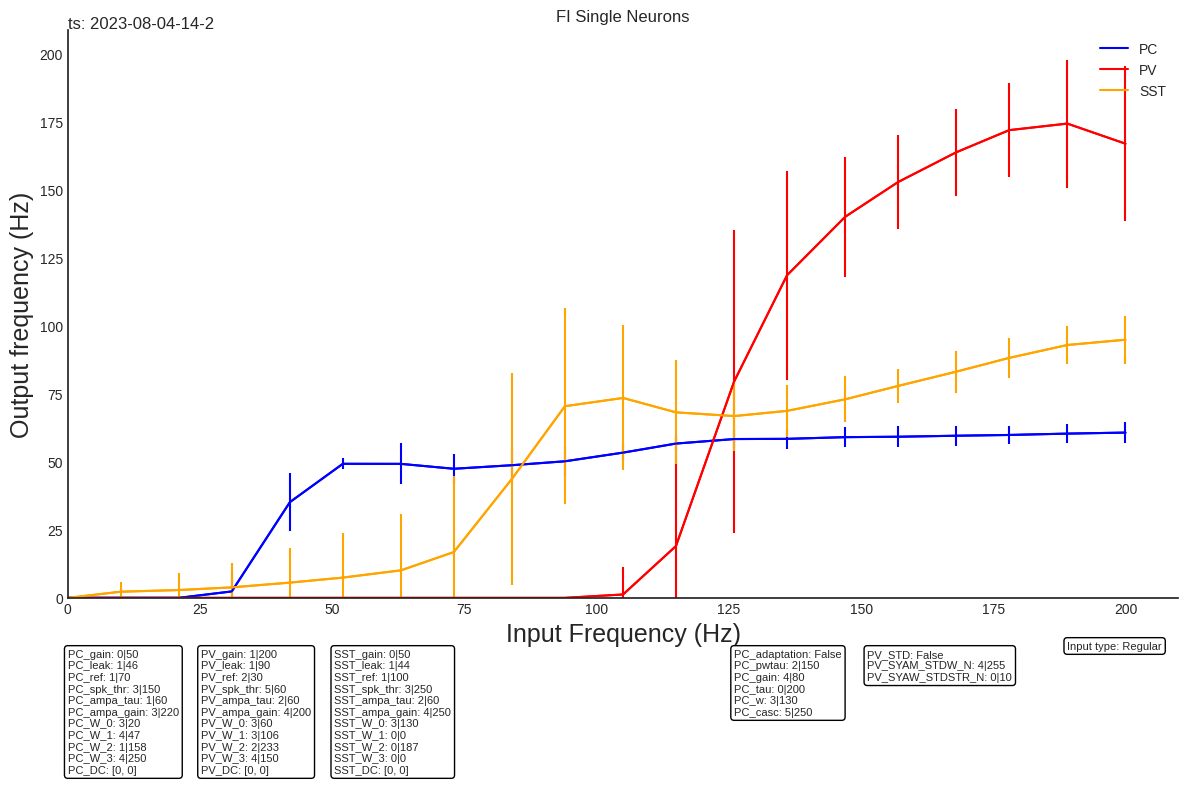 FI Single Neurons
ts: 2023-08-04-14-2
PC
PV
SST
Output frequency (Hz)
200
175
150
125
100
75
50
25
0
0 25 50 75 100 125 150 175 200
Input Frequency (Hz)
PC_gain: 0|50
PC_leak: 1|46
PC_ref: 1|70
PC_spk_thr: 3|150
PC_ampa_tau: 1|60
PC_ampa_gain: 3|220
PC_W_0: 3|20
PC_W_1: 4|47
PC_W_2: 1|158
PC_W_3: 4|250
PC_DC: [0, 0]
PV_gain: 1|200
PV_leak: 1|90
PV_ref: 2|30
PV_spk_thr: 5|60
PV_ampa_tau: 2|60
PV_ampa_gain: 4|200
PV_W_0: 3|60
PV_W_1: 3|106
PV_W_2: 2|233
PV_W_3: 4|150
PV_DC: [0, 0]
SST_gain: 0|50
SST_leak: 1|44
SST_ref: 1|100
SST_spk_thr: 3|250
SST_ampa_tau: 2|60
SST_ampa_gain: 4|250
SST_W_0: 3|130
SST_W_1: 0|0
SST_W_2: 0|187
SST_W_3: 0|0
SST_DC: [0, 0]
PC_adaptation: False
PC_pwtau: 2|150
PC_gain: 4|80
PC_tau: 0|200
PC_w: 3|130
PC_casc: 5|250
PV_STD: False
PV_SYAM_STDW_N: 4|255
PV_SYAW_STDSTR_N: 0|10
Input type: Regular